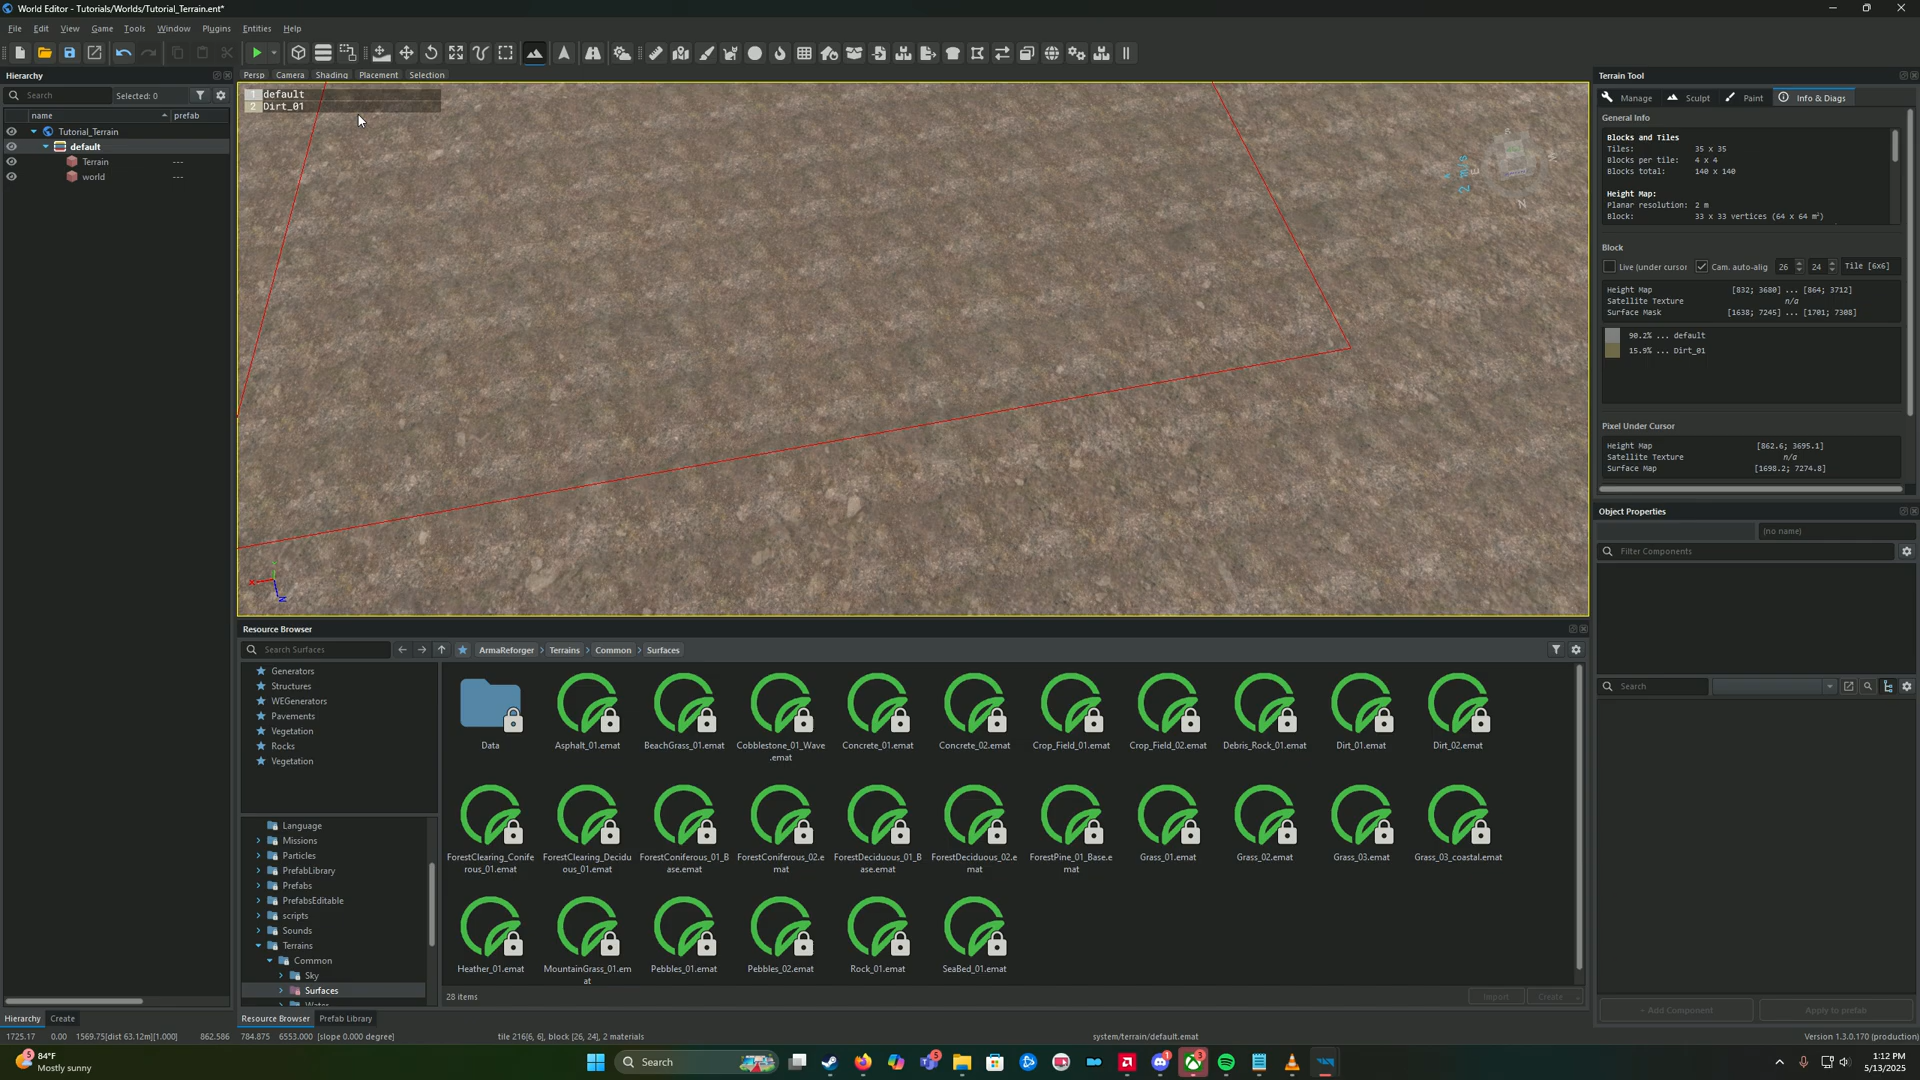 World Editor - Tutorials/Worlds/Tutorial_Terrain.ent*
File Edit View Game Tools Window Plugins Entities Help
Hierarchy
Search Selected: 0
name prefab
Tutorial_Terrain
default
Terrain ---
world ---
Persp Camera Shading Placement Selection
1 default
2 Dirt_01
2 m/s
S
E
N
Terrain Tool
Manage Sculpt Paint Info & Diags
General Info
Blocks and Tiles
Tiles: 35 x 35
Blocks per tile: 4 x 4
Blocks total: 140 x 140
Height Map:
Planar resolution: 2 m
Block: 33 x 33 vertices (64 x 64 m²)
Block
Live (under cursor Cam. auto-alig 26 24 Tile [6x6]
Height Map [832; 3680] ... [864; 3712]
Satellite Texture n/a
Surface Mask [1638; 7245] ... [1701; 7308]
90.2% ... default
15.9% ... Dirt_01
Pixel Under Cursor
Height Map [862.6; 3695.1]
Satellite Texture n/a
Surface Map [1698.2; 7274.8]
Object Properties
(no name)
Filter Components
Search
+ Add Component Apply to prefab
Resource Browser
Search Surfaces
ArmaReforger Terrains Common Surfaces
Generators
Structures
WEGenerators
Pavements
Vegetation
Rocks
Vegetation
Language
Missions
Particles
PrefabLibrary
Prefabs
PrefabsEditable
scripts
Sounds
Terrains
Common
Sky
Surfaces
Water
Data Asphalt_01.emat BeachGrass_01.emat Cobblestone_01_Wave.emat Concrete_01.emat Concrete_02.emat Crop_Field_01.emat Crop_Field_02.emat Debris_Rock_01.emat Dirt_01.emat Dirt_02.emat
ForestClearing_Coniferous_01.emat ForestClearing_Deciduous_01.emat ForestConiferous_01_Base.emat ForestConiferous_02.emat ForestDeciduous_01_Base.emat ForestDeciduous_02.emat ForestPine_01_Base.emat Grass_01.emat Grass_02.emat Grass_03.emat Grass_03_coastal.emat
Heather_01.emat MountainGrass_01.emat Pebbles_01.emat Pebbles_02.emat Rock_01.emat SeaBed_01.emat
28 items Import Create
Hierarchy Create
Resource Browser Prefab Library
1725.17 0.00 1569.75[dist 63.12m][1.000] 862.586 784.875 6553.000 [slope 0.000 degree] tile 216[6, 6], block [26, 24], 2 materials system/terrain/default.emat Version 1.3.0.170 (production)
5
84°F
Mostly sunny
Search
5
1
3
1:12 PM
5/13/2025